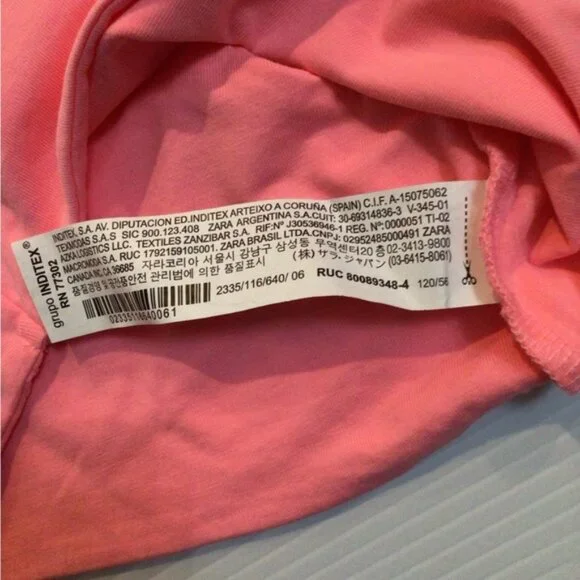 grupo INDITEX
RN 77302
INDITEX, S.A. AV. DIPUTACION ED.INDITEX ARTEIXO A CORUÑA (SPAIN) C.I.F. A-15075062
TEXMODAS S.A.S SIC 900.123.408 ZARA ARGENTINA S.A.CUIT: 30-69314836-3 V-345-01
AZKA LOGISTICS LLC. TEXTILES ZANZIBAR S.A. RIF:Nº J30536946-1 REG. Nº:0000051 TI-02
MACRONOVA S.A. RUC 1792159105001. ZARA BRASIL LTDA.CNPJ: 02952485000491 ZARA
CANADA INC CA 36685 자라코리아 서울시 강남구 삼성동 무역센터20층02-3413-9800
품질경영 및 공산품안전 관리법에 의한 품질표시 (株) ザラ・ジャパン (03-6415-8061)
2335/116/640/ 06 RUC 80089348-4 120/56
02335116640061